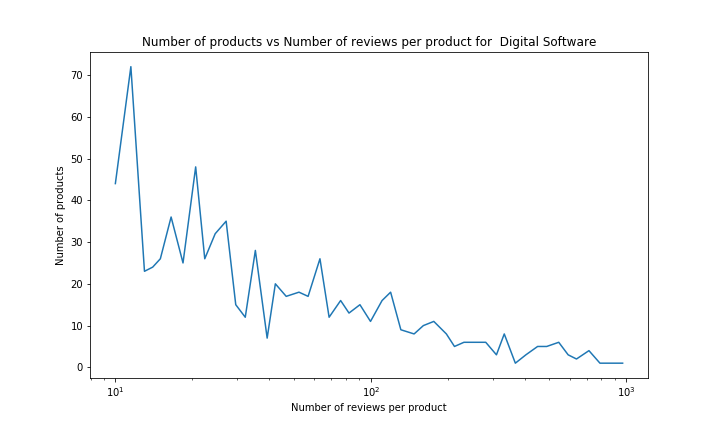 Number of products vs Number of reviews per product for  Digital Software
Number of products
70
60
50
40
30
20
10
0
10¹ 10² 10³
Number of reviews per product